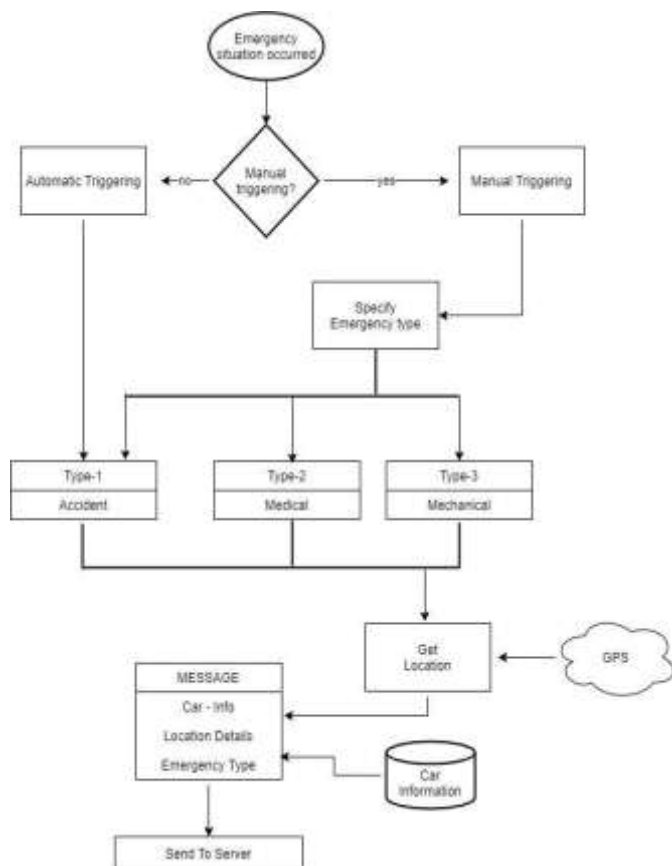 Emergency
situation occurred
Automatic Triggering
no
Manual
triggering?
yes
Manual Triggering
Specify
Emergency type
Type-1
Type-2
Type-3
Accident
Medical
Mechanical
Get
Location
GPS
MESSAGE
Car - Info
Location Details
Emergency Type
Car
Information
Send To Server